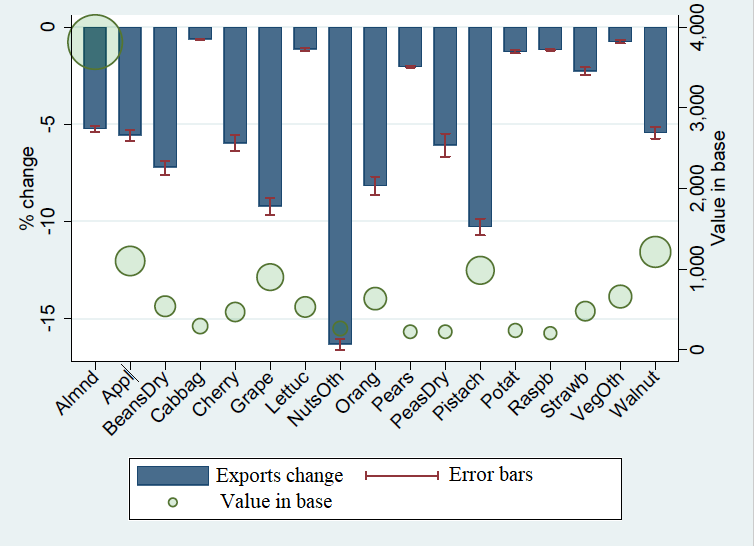 0
-5
-10
-15
% change
4,000
3,000
2,000
1,000
0
Value in base
Almnd
Appl
BeansDry
Cabbag
Cherry
Grape
Lettuc
NutsOth
Orang
Pears
PeasDry
Pistach
Potat
Raspb
Strawb
VegOth
Walnut
Exports change
Error bars
Value in base